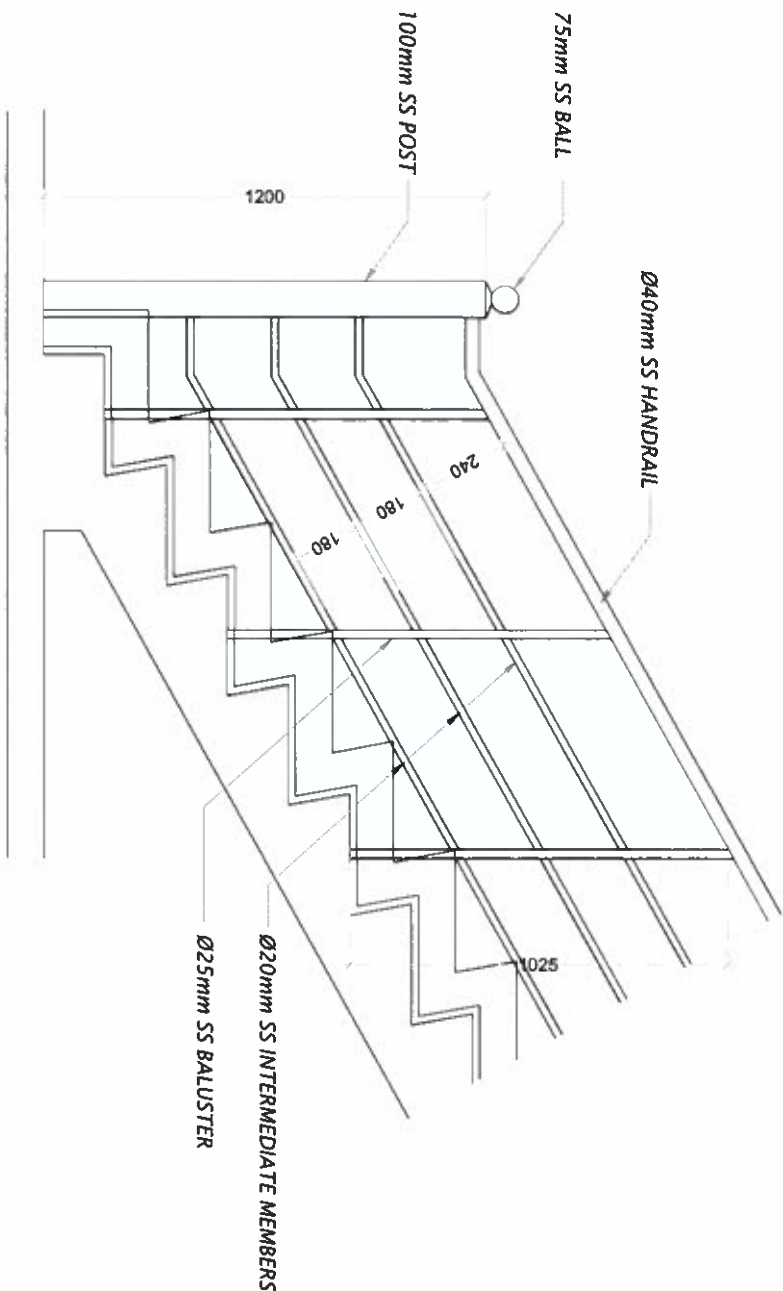 75mm SS BALL
100mm SS POST
1200
Ø40mm SS HANDRAIL
240
180
180
1025
Ø20mm SS INTERMEDIATE MEMBERS
Ø25mm SS BALUSTER